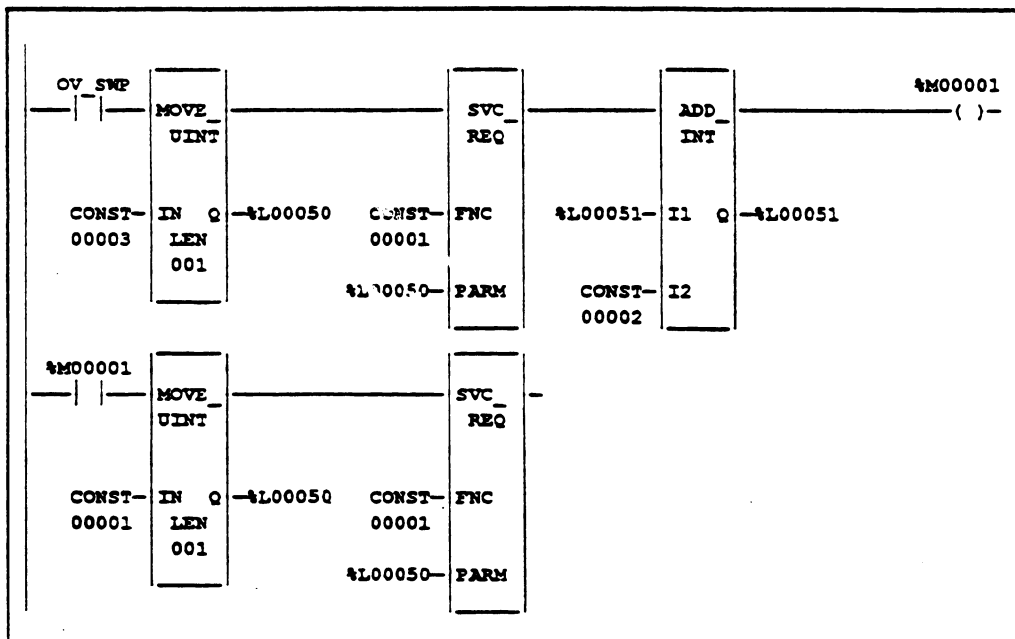 OV_SWP
%M00001
MOVE_
UINT
SVC_
REQ
ADD_
INT
( )
CONST
00003
IN Q
LEN
001
%L00050
CONST
00001
FNC
%L00051
I1 Q
%L00051
%L00050
PARM
CONST
00002
I2
%M00001
MOVE_
UINT
SVC_
REQ
CONST
00001
IN Q
LEN
001
%L00050
CONST
00001
FNC
%L00050
PARM